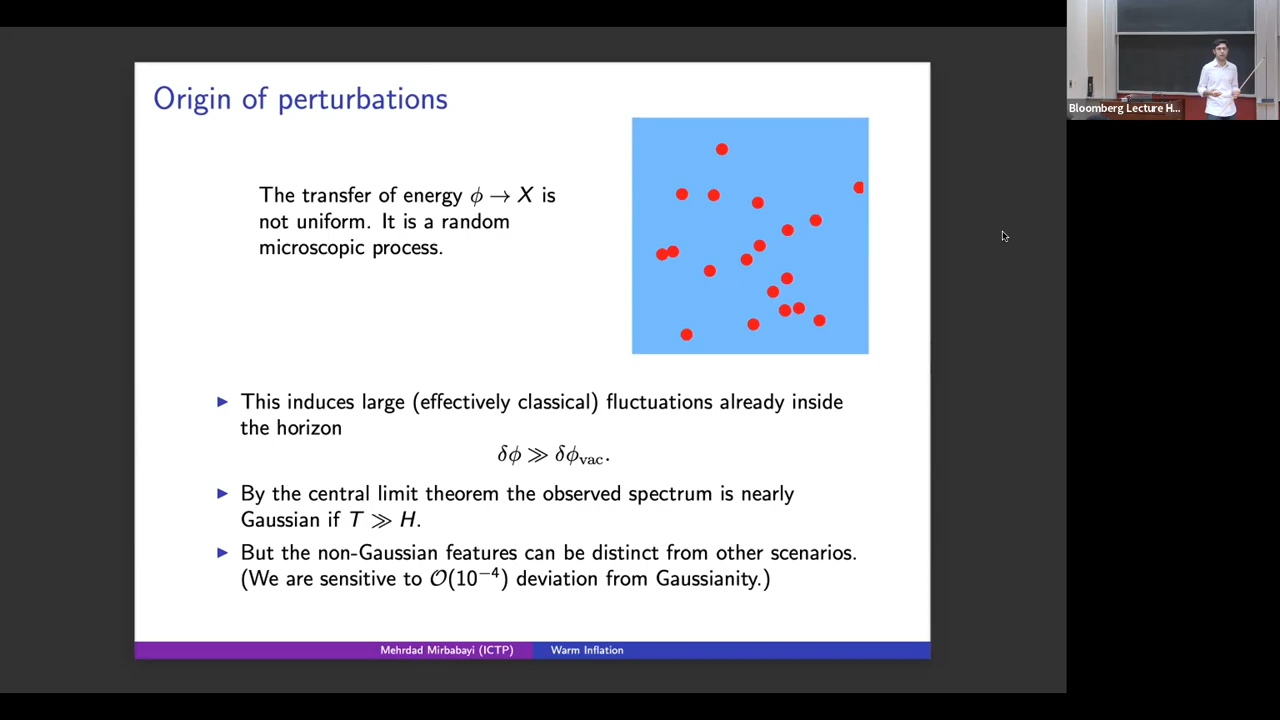 Origin of perturbations
The transfer of energy ϕ → X is
not uniform. It is a random
microscopic process.
▶ This induces large (effectively classical) fluctuations already inside
the horizon
δϕ ≫ δϕvac.
▶ By the central limit theorem the observed spectrum is nearly
Gaussian if T ≫ H.
▶ But the non-Gaussian features can be distinct from other scenarios.
(We are sensitive to 𝒪(10⁻⁴) deviation from Gaussianity.)
Mehrdad Mirbabayi (ICTP) Warm Inflation
Bloomberg Lecture H...